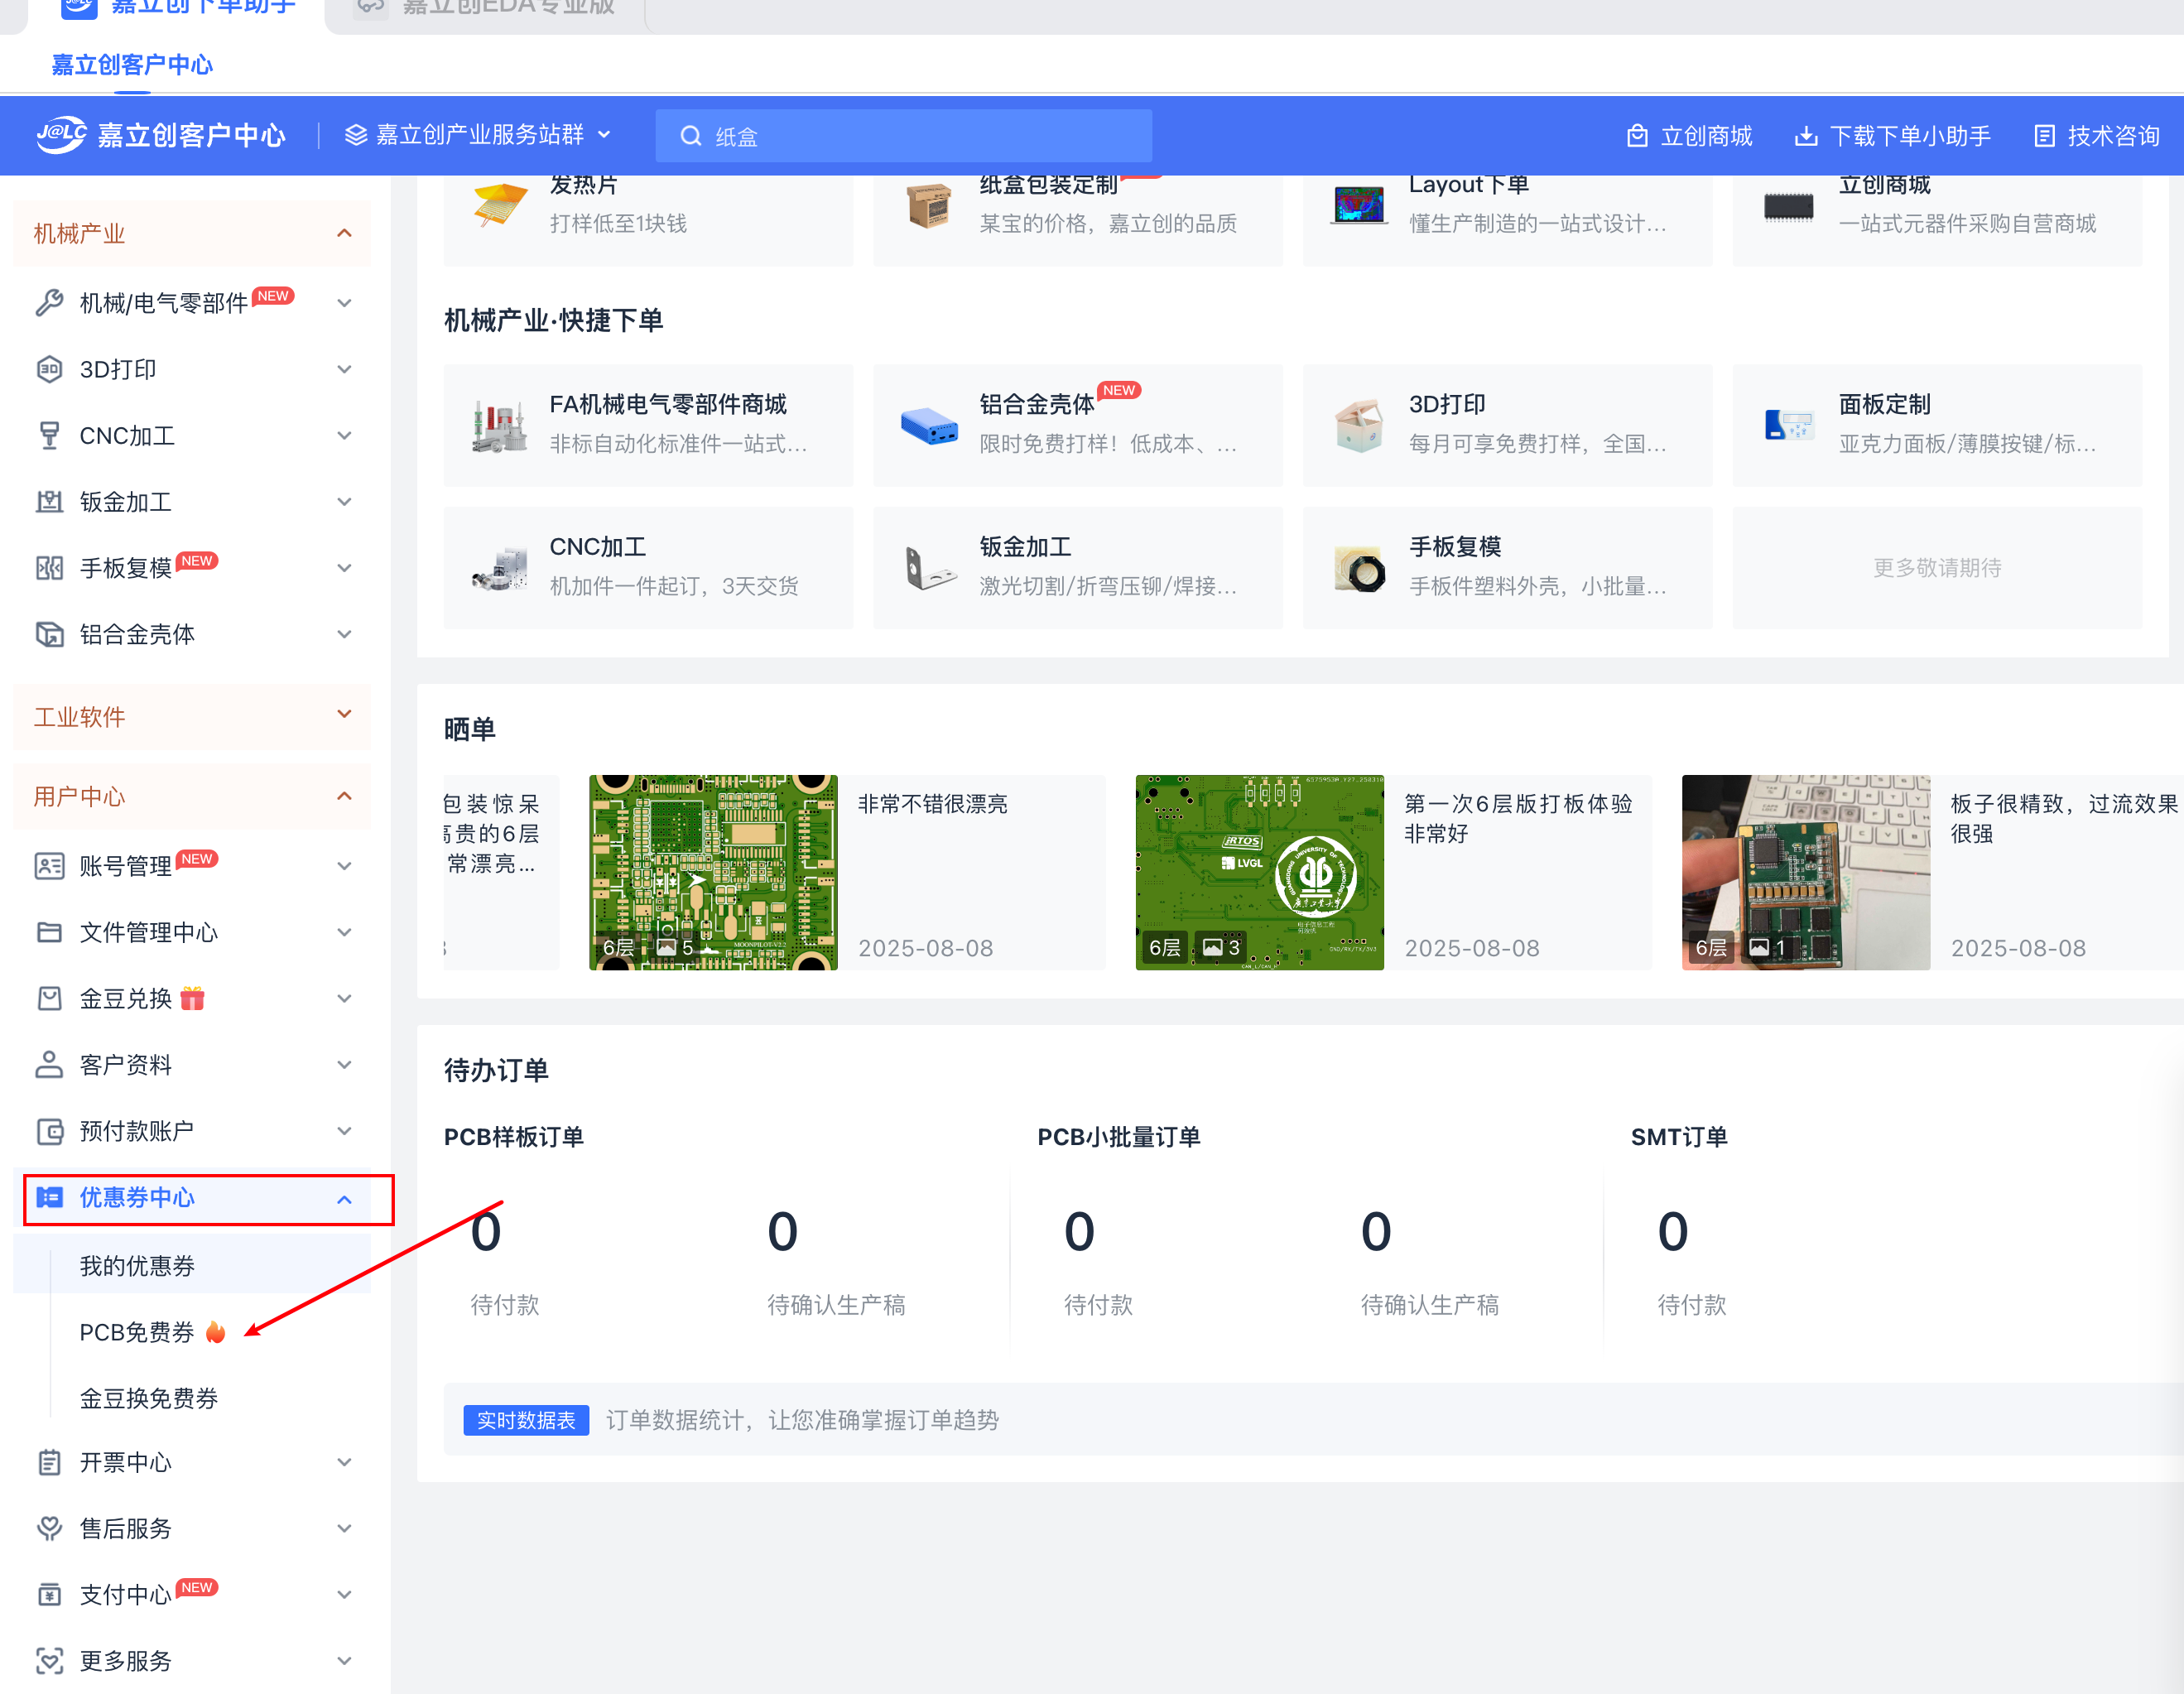 嘉立创下单助手
嘉立创EDA专业版
嘉立创客户中心
J@LC 嘉立创客户中心
嘉立创产业服务站群
纸盒
立创商城
下载下单小助手
技术咨询
机械产业
机械/电气零部件 NEW
3D打印
CNC加工
钣金加工
手板复模 NEW
铝合金壳体
工业软件
用户中心
账号管理 NEW
文件管理中心
金豆兑换
客户资料
预付款账户
优惠券中心
我的优惠券
PCB免费券
金豆换免费券
开票中心
售后服务
支付中心 NEW
更多服务
发热片
打样低至1块钱
纸盒包装定制
某宝的价格，嘉立创的品质
Layout下单
懂生产制造的一站式设计...
立创商城
一站式元器件采购自营商城
机械产业·快捷下单
FA机械电气零部件商城
非标自动化标准件一站式...
铝合金壳体 NEW
限时免费打样！低成本、...
3D打印
每月可享免费打样，全国...
面板定制
亚克力面板/薄膜按键/标...
CNC加工
机加件一件起订，3天交货
钣金加工
激光切割/折弯压铆/焊接...
手板复模
手板件塑料外壳，小批量...
更多敬请期待
晒单
包装惊呆
高贵的6层
常漂亮...
MOONPILOT-V2.2
6层 5
非常不错很漂亮
2025-08-08
iRTOS
LVGL
GUANGDONG UNIVERSITY OF TECHNOLOGY
广东工业大学
6层 3
第一次6层版打板体验
非常好
2025-08-08
6层 1
板子很精致，过流效果
很强
2025-08-08
待办订单
PCB样板订单
0
待付款
0
待确认生产稿
PCB小批量订单
0
待付款
0
待确认生产稿
SMT订单
0
待付款
实时数据表
订单数据统计，让您准确掌握订单趋势